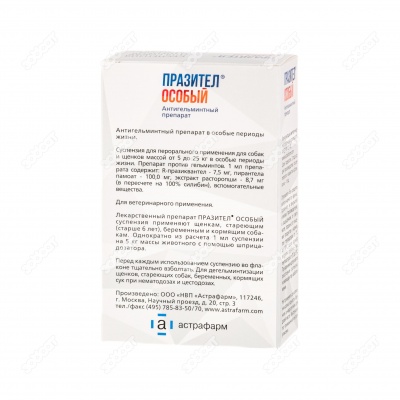 ПРАЗИТЕЛ®
ОСОБЫЙ
Антигельминтный
препарат
Антигельминтный препарат в особые периоды
жизни.
Суспензия для перорального применения для собак
и щенков массой от 5 до 25 кг в особые периоды
жизни. Препарат против гельминтов. 1 мл препа-
рата содержит: R-празиквантел - 7,5 мг, пирантела
памоат - 100,0 мг, экстракт расторопши - 8,7 мг
(в пересчете на 100% силибин), вспомогательные
вещества.
Для ветеринарного применения.
Лекарственный препарат ПРАЗИТЕЛ® ОСОБЫЙ
суспензия применяют щенкам, стареющим
(старше 6 лет), беременным и кормящим соба-
кам. Однократно из расчета 1 мл суспензии
на 5 кг массы животного с помощью шприца-
дозатора.
Перед каждым использованием суспензию во фла-
коне тщательно взболтать. Для дегельминтизации
щенков, стареющих собак, беременных, кормящих
сук при нематодозах и цестодозах.
Произведено: ООО «НВП «Астрафарм», 117246,
г. Москва, Научный проезд, д. 20, стр. 3
тел./факс (495) 785-83-50/70, www.astrafarm.com
а
астрафарм